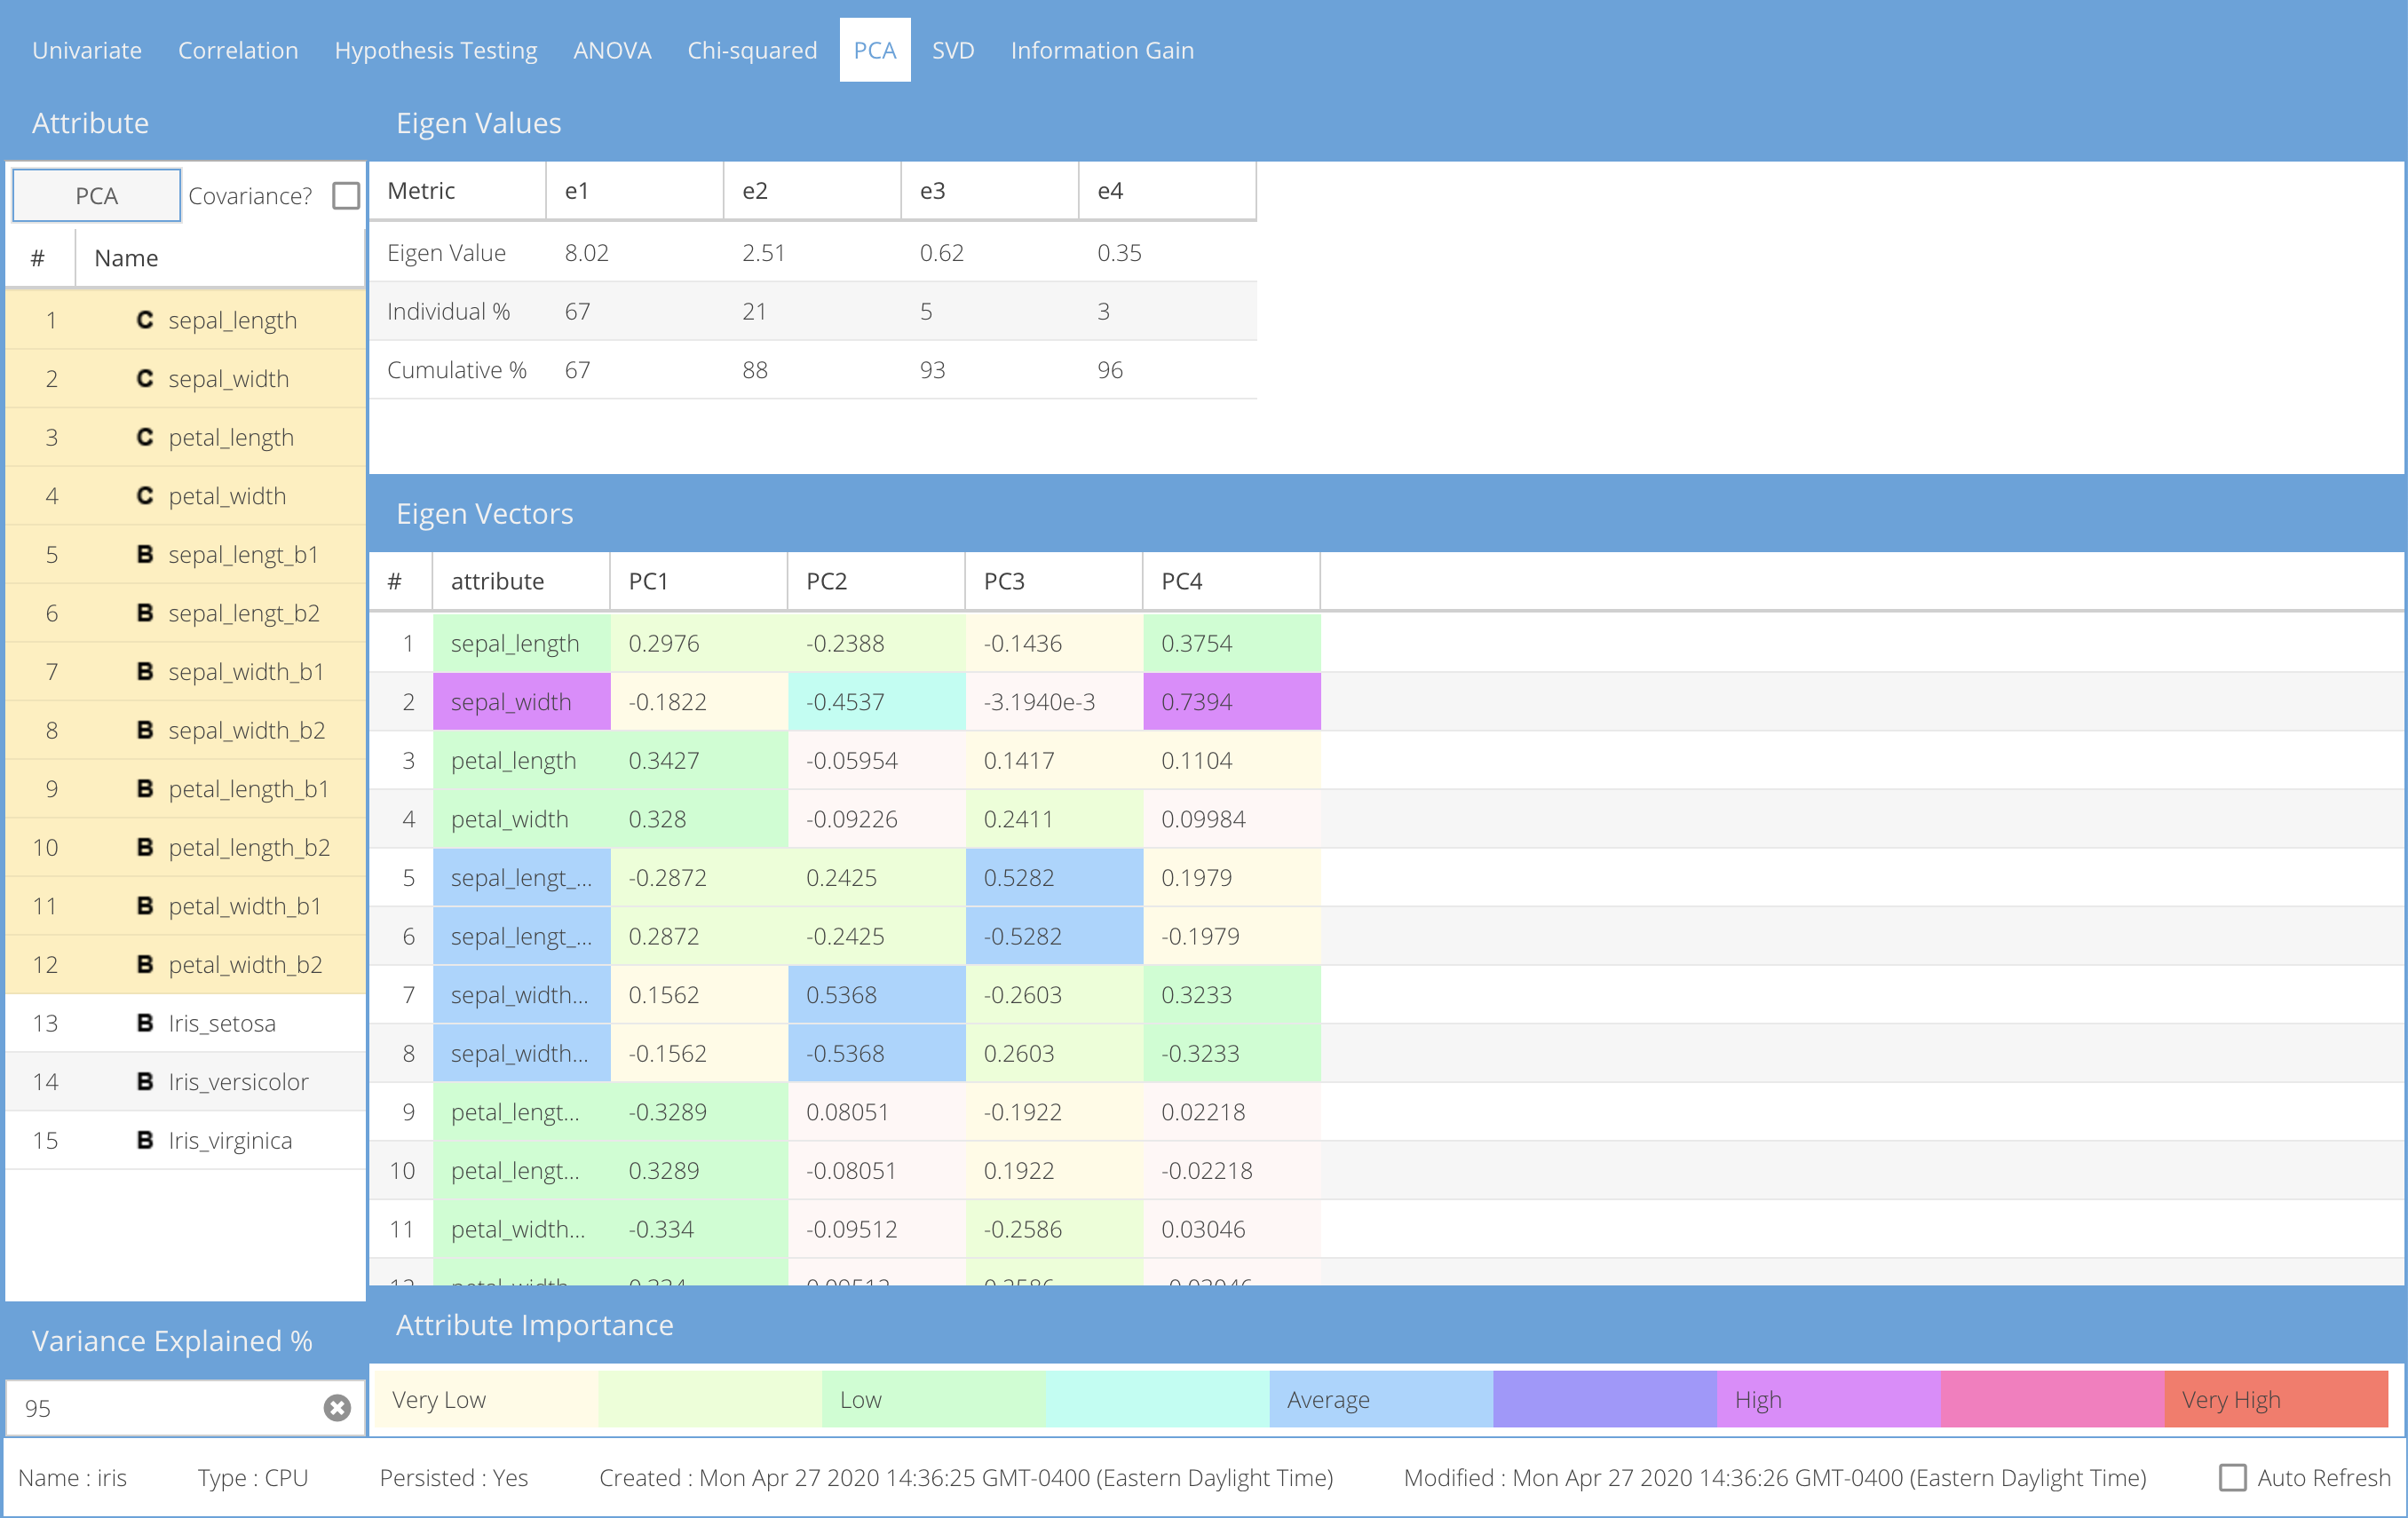 Univariate Correlation Hypothesis Testing ANOVA Chi-squared PCA SVD Information Gain
Attribute
PCA Covariance?
# Name
1 C sepal_length
2 C sepal_width
3 C petal_length
4 C petal_width
5 B sepal_lengt_b1
6 B sepal_lengt_b2
7 B sepal_width_b1
8 B sepal_width_b2
9 B petal_length_b1
10 B petal_length_b2
11 B petal_width_b1
12 B petal_width_b2
13 B Iris_setosa
14 B Iris_versicolor
15 B Iris_virginica
Variance Explained %
95
Eigen Values
Metric e1 e2 e3 e4
Eigen Value 8.02 2.51 0.62 0.35
Individual % 67 21 5 3
Cumulative % 67 88 93 96
Eigen Vectors
# attribute PC1 PC2 PC3 PC4
1 sepal_length 0.2976 -0.2388 -0.1436 0.3754
2 sepal_width -0.1822 -0.4537 -3.1940e-3 0.7394
3 petal_length 0.3427 -0.05954 0.1417 0.1104
4 petal_width 0.328 -0.09226 0.2411 0.09984
5 sepal_lengt_... -0.2872 0.2425 0.5282 0.1979
6 sepal_lengt_... 0.2872 -0.2425 -0.5282 -0.1979
7 sepal_width... 0.1562 0.5368 -0.2603 0.3233
8 sepal_width... -0.1562 -0.5368 0.2603 -0.3233
9 petal_lengt... -0.3289 0.08051 -0.1922 0.02218
10 petal_lengt... 0.3289 -0.08051 0.1922 -0.02218
11 petal_width... -0.334 -0.09512 -0.2586 0.03046
Attribute Importance
Very Low Low Average High Very High
Name : iris Type : CPU Persisted : Yes Created : Mon Apr 27 2020 14:36:25 GMT-0400 (Eastern Daylight Time) Modified : Mon Apr 27 2020 14:36:26 GMT-0400 (Eastern Daylight Time) Auto Refresh